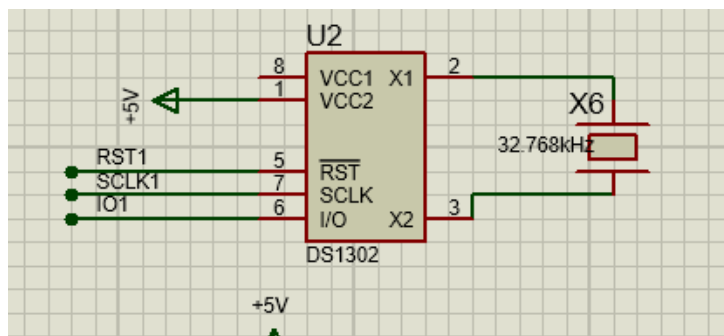 U2
8 VCC1 X1 2
+5V 1 VCC2
X6
32.768kHz
RST1 5 RST
SCLK1 7 SCLK
IO1 6 I/O X2 3
DS1302
+5V